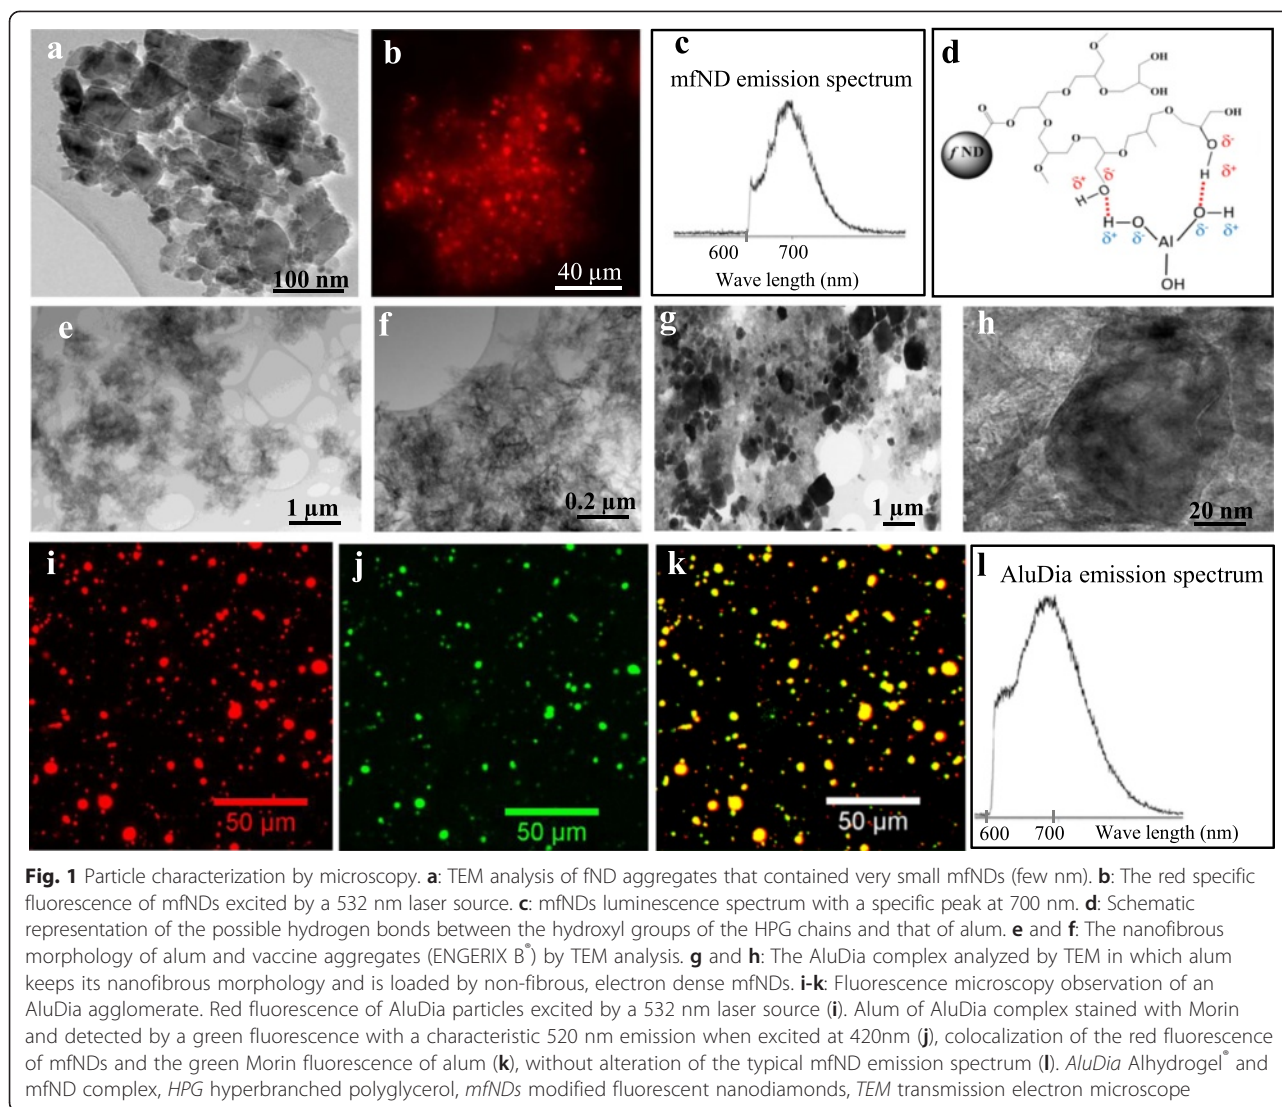 a
100 nm
b
40 µm
c
mfND emission spectrum
600 700
Wave length (nm)
d
O
OH
O
O
O
OH
O
O
OH
O
O
O
O
O
O
f ND
O
δ-
H
δ+
δ+
δ-
H
O
H
O
O
H
δ+
δ-
Al
δ-
δ+
OH
e
1 µm
f
0.2 µm
g
1 µm
h
20 nm
i
50 µm
j
50 µm
k
50 µm
l
AluDia emission spectrum
600 700 Wave length (nm)
Fig. 1 Particle characterization by microscopy. a: TEM analysis of fND aggregates that contained very small mfNDs (few nm). b: The red specific
fluorescence of mfNDs excited by a 532 nm laser source. c: mfNDs luminescence spectrum with a specific peak at 700 nm. d: Schematic
representation of the possible hydrogen bonds between the hydroxyl groups of the HPG chains and that of alum. e and f: The nanofibrous
morphology of alum and vaccine aggregates (ENGERIX B®) by TEM analysis. g and h: The AluDia complex analyzed by TEM in which alum
keeps its nanofibrous morphology and is loaded by non-fibrous, electron dense mfNDs. i-k: Fluorescence microscopy observation of an
AluDia agglomerate. Red fluorescence of AluDia particles excited by a 532 nm laser source (i). Alum of AluDia complex stained with Morin
and detected by a green fluorescence with a characteristic 520 nm emission when excited at 420nm (j), colocalization of the red fluorescence
of mfNDs and the green Morin fluorescence of alum (k), without alteration of the typical mfND emission spectrum (l). AluDia Alhydrogel® and
mfND complex, HPG hyperbranched polyglycerol, mfNDs modified fluorescent nanodiamonds, TEM transmission electron microscope